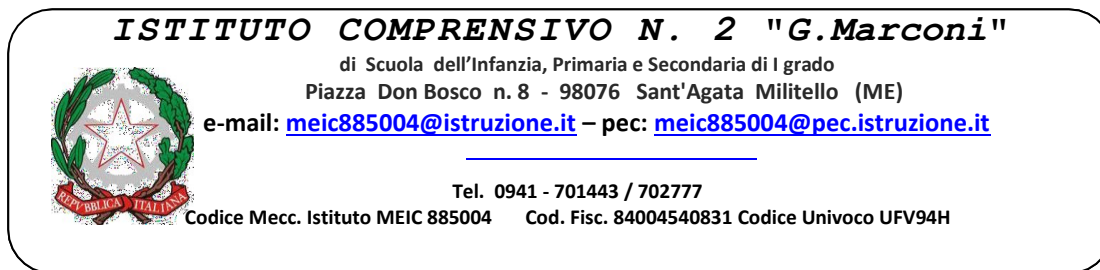 ISTITUTO COMPRENSIVO N. 2 "G.Marconi"
di Scuola dell’Infanzia, Primaria e Secondaria di I grado
Piazza Don Bosco n. 8 - 98076 Sant'Agata Militello (ME)
e-mail: meic885004@istruzione.it – pec: meic885004@pec.istruzione.it
Tel. 0941 - 701443 / 702777
Codice Mecc. Istituto MEIC 885004 Cod. Fisc. 84004540831 Codice Univoco UFV94H
REPVBBLICA ITALIANA